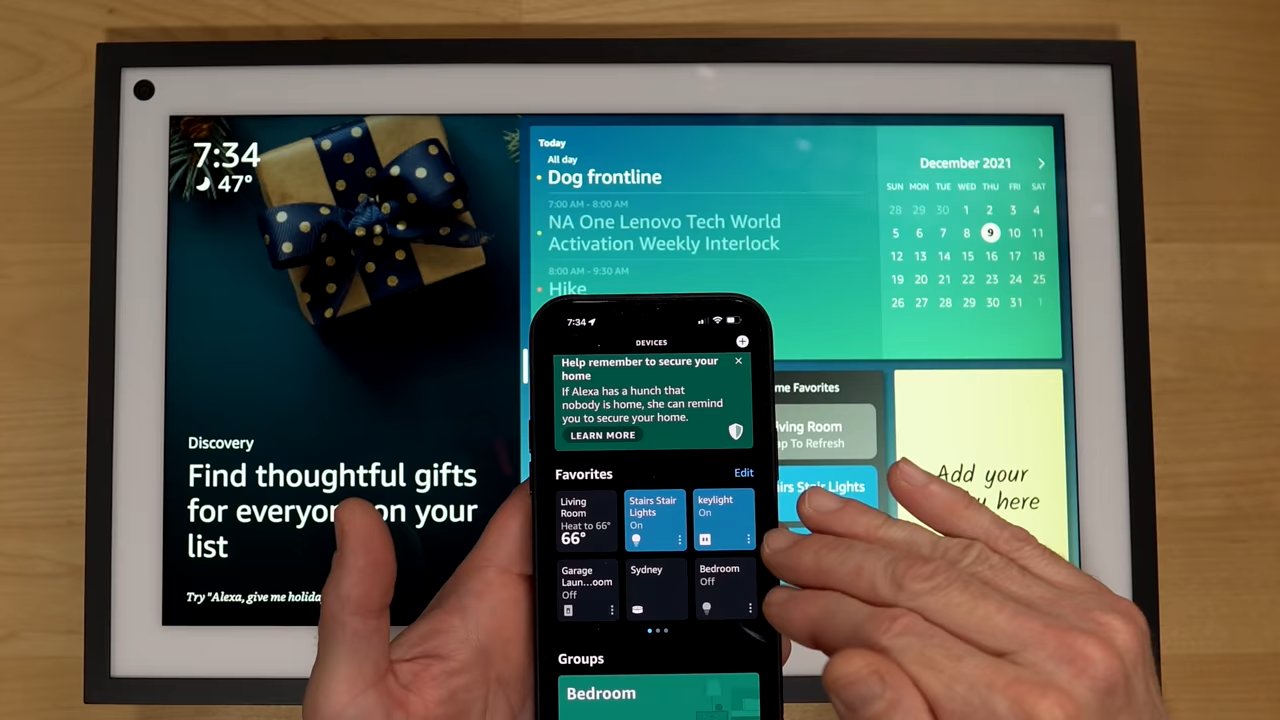 7:34
47°
Discovery
Find thoughtful gifts
for everyon on your
list
Try "Alexa, give me holida
Today
All day
Dog frontline
7:00 AM - 8:00 AM
NA One Lenovo Tech World
Activation Weekly Interlock
8:00 AM - 9:30 AM
Hike
December 2021
SUN MON TUE WED THU FRI SAT
28 29 30 1 2 3 4
5 6 7 8 9 10 11
12 13 14 15 16 17 18
19 20 21 22 23 24 25
26 27 28 29 30 31 1
me Favorites
iving Room
ap To Refresh
irs Stair Lights
Add your
here
7:34
DEVICES
Help remember to secure your
home
If Alexa has a hunch that
nobody is home, she can remind
you to secure your home.
LEARN MORE
Favorites
Edit
Living
Room
Heat to 66°
66°
Stairs Stair
Lights
On
keylight
On
Garage
Laun...oom
Off
Sydney
Bedroom
Off
Groups
Bedroom